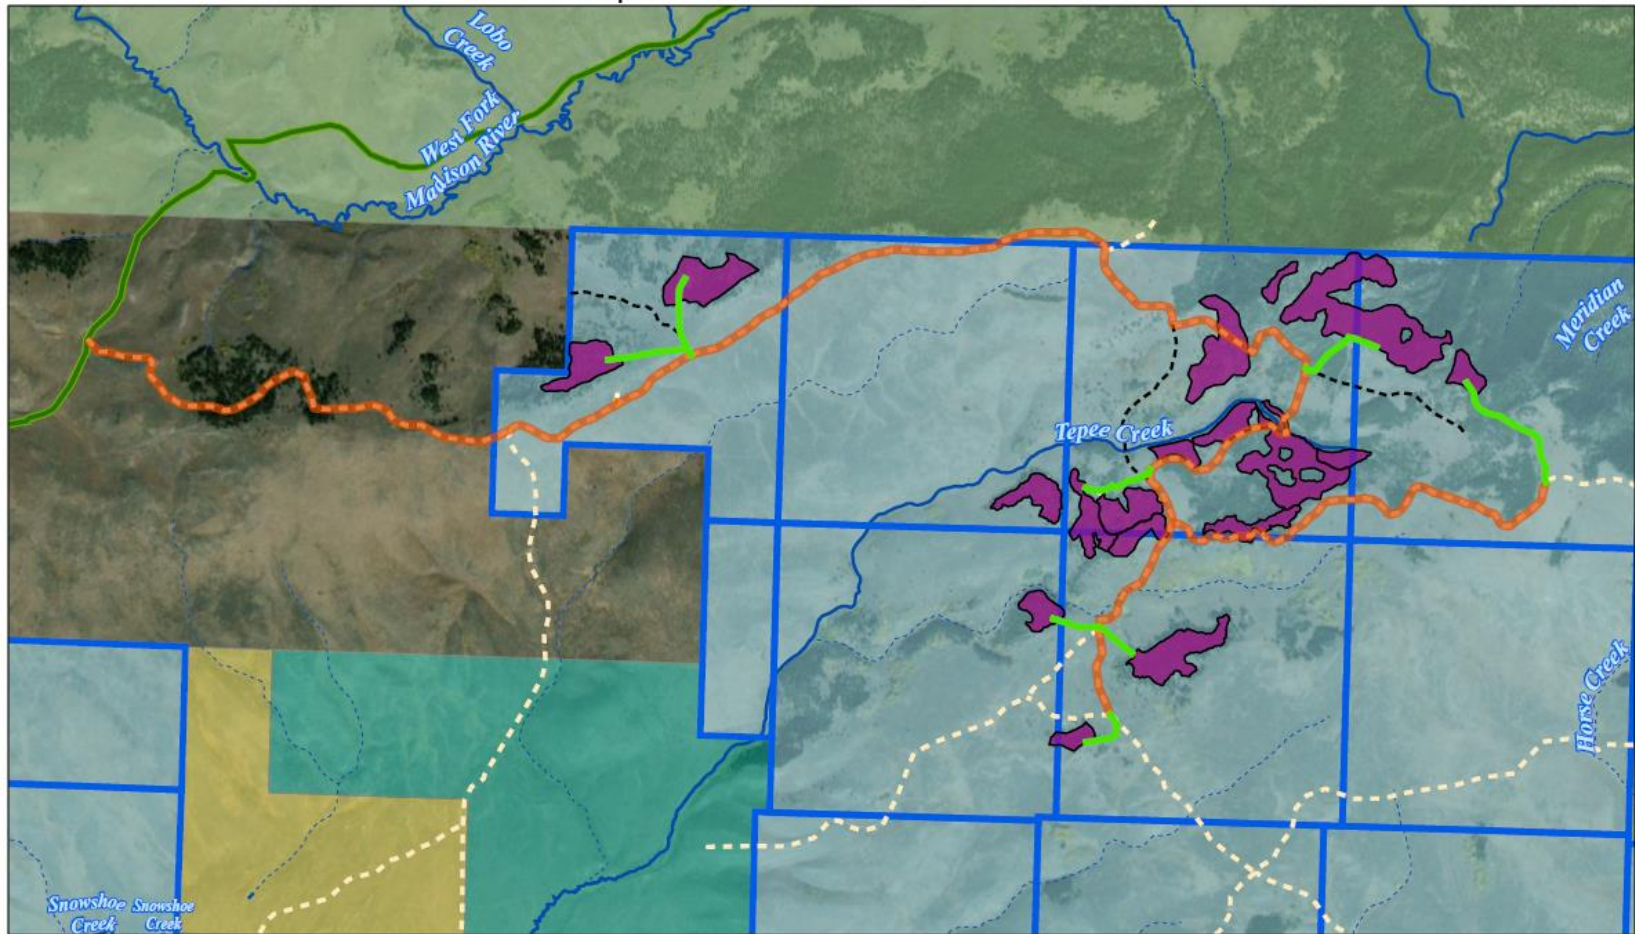 Lobo
Creek
West Fork
Madison River
Meridian
Creek
Tepee Creek
Horse Creek
Snowshoe
Creek
Snowshoe
Creek